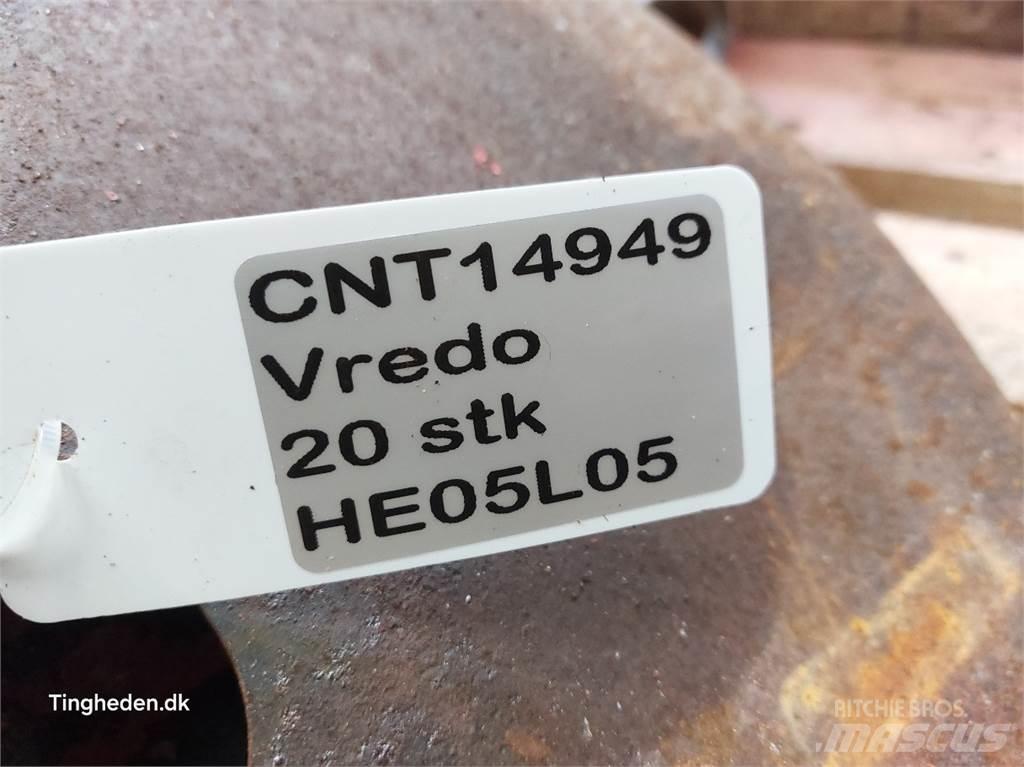 CNT14949
Vredo
20 stk
HE05L05
Tingheden.dk
RITCHIE BROS.
MASCUS